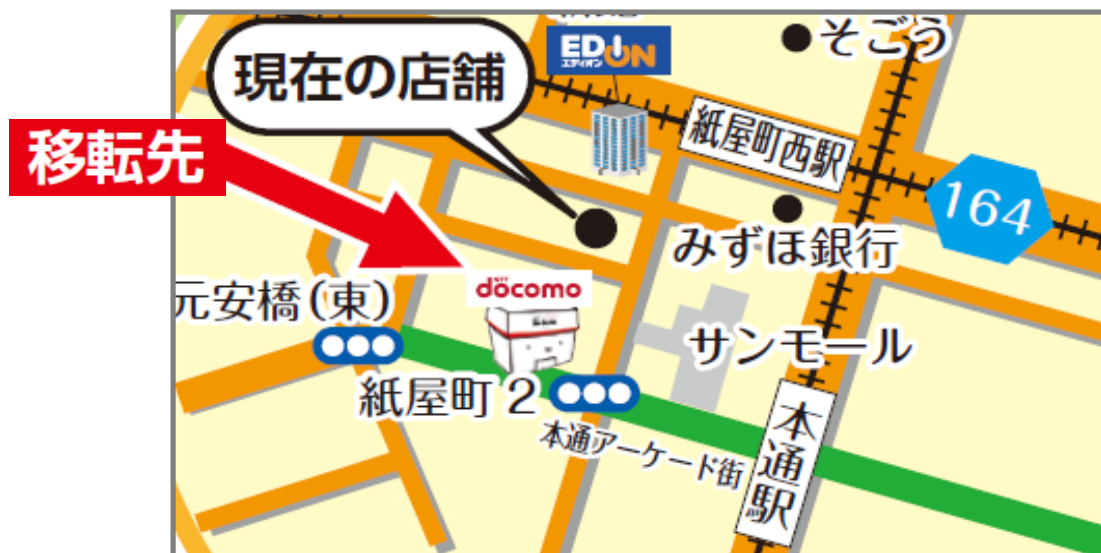 EDION
エディオン
そごう
現在の店舗
紙屋町西駅
移転先
164
みずほ銀行
NTT
döcomo
元安橋(東)
サンモール
紙屋町 2
本通アーケード街
本通駅